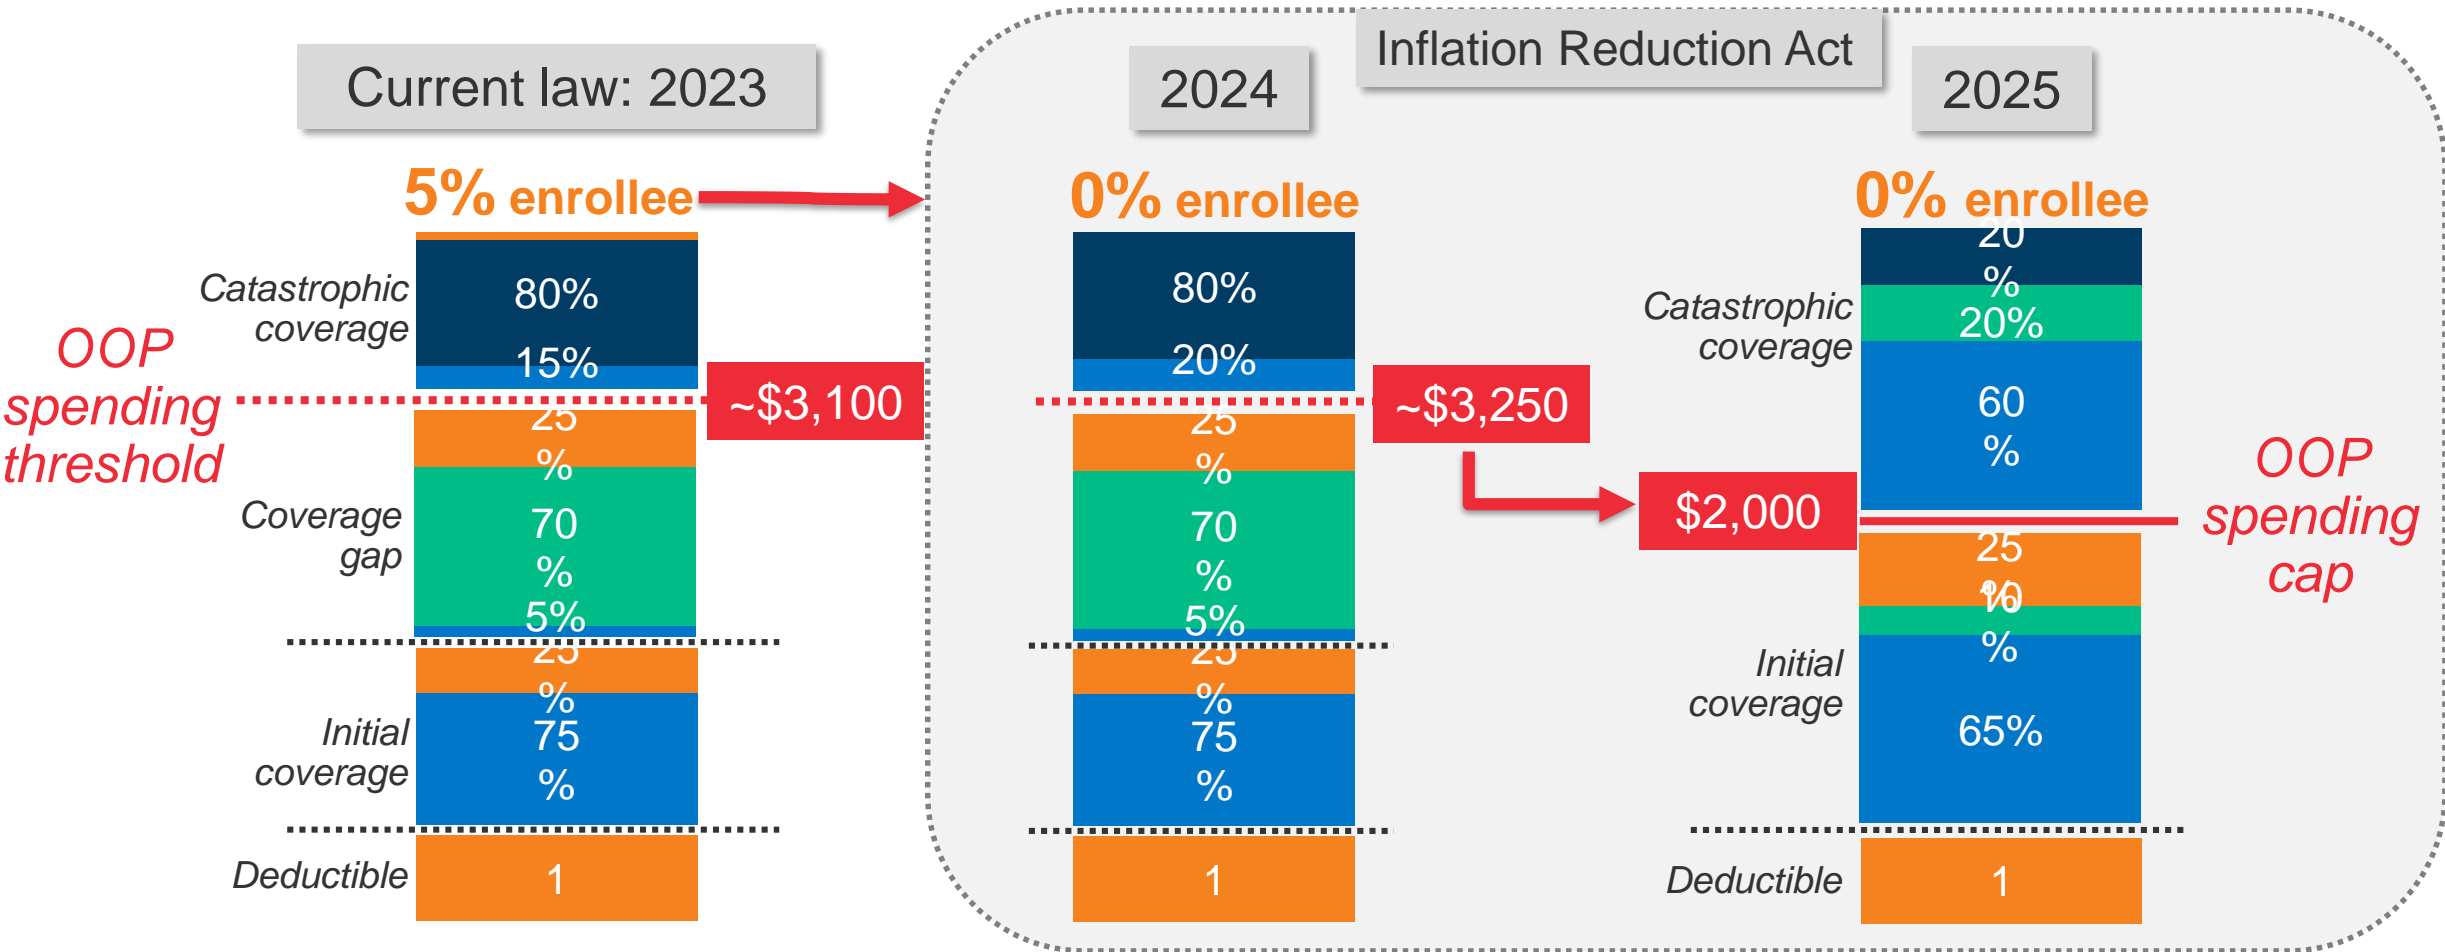 Inflation Reduction Act
Current law: 2023
2024
2025
5% enrollee
0% enrollee
0% enrollee
Catastrophic
coverage
80%
15%
OOP
spending
threshold
~$3,100
25
%
Coverage
gap
70
%
5%
25
%
Initial
coverage
75
%
Deductible
1
80%
20%
~$3,250
25
%
70
%
5%
25
%
75
%
1
20
%
Catastrophic
coverage
20%
60
%
$2,000
OOP
spending
cap
25
%
10
%
Initial
coverage
65%
Deductible
1